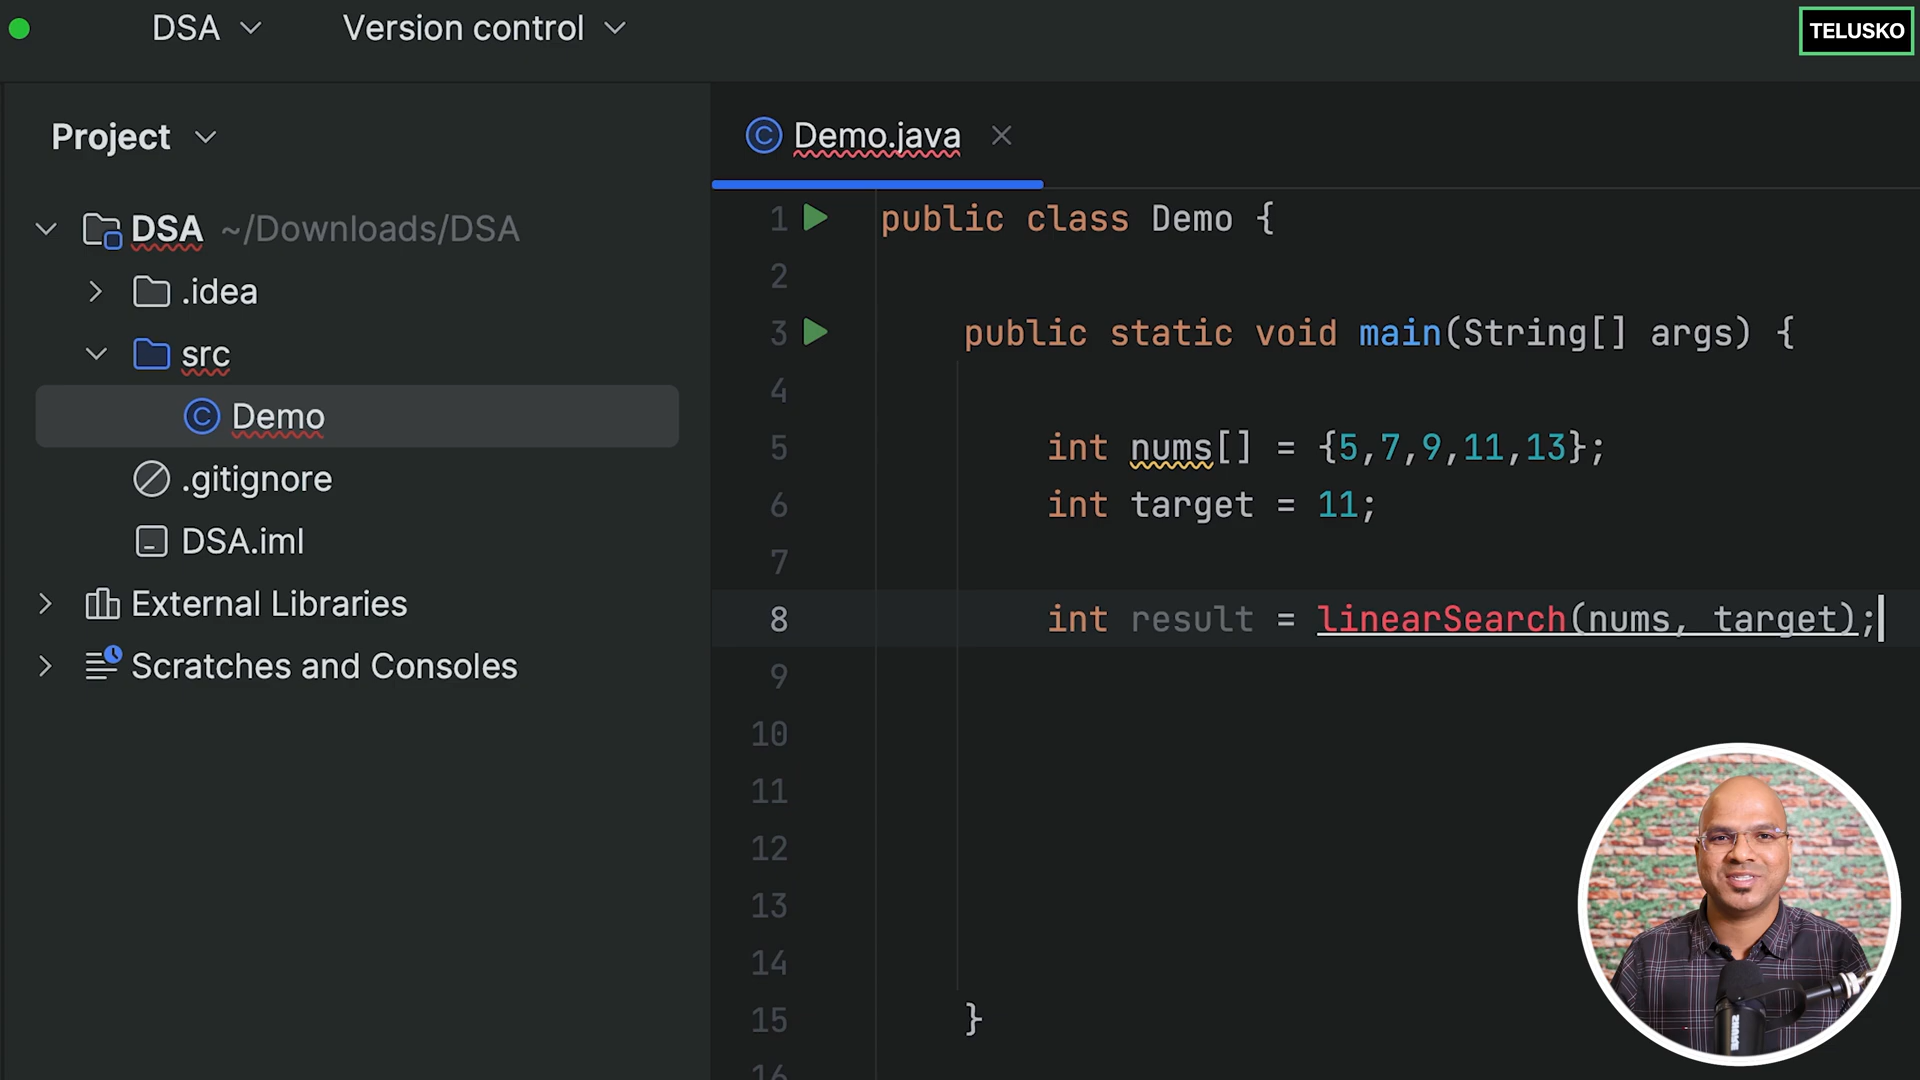 DSA
Version control
TELUSKO
Project
DSA ~/Downloads/DSA
.idea
src
Demo
.gitignore
DSA.iml
External Libraries
Scratches and Consoles
Demo.java
1 public class Demo {
2
3 public static void main(String[] args) {
4
5 int nums[] = {5,7,9,11,13};
6 int target = 11;
7
8 int result = linearSearch(nums, target);
9
10
11
12
13
14
15 }
16